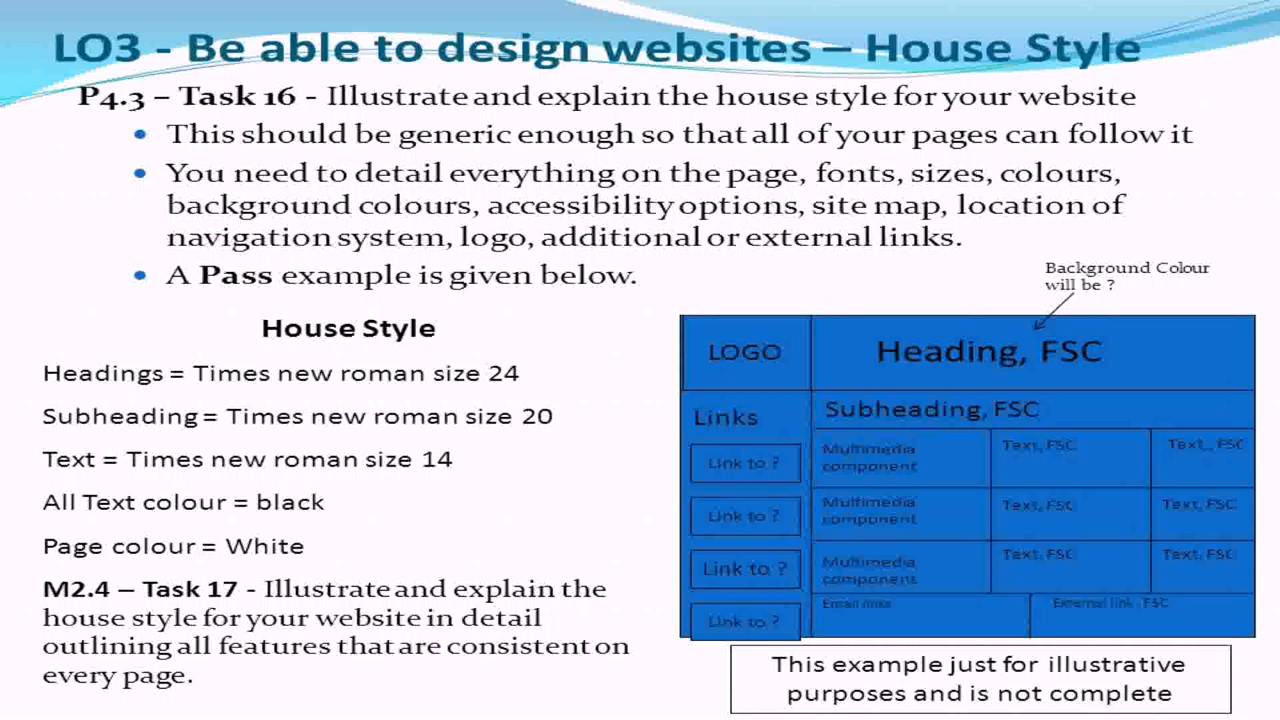 LO3 - Be able to design websites – House Style
P4.3 – Task 16 - Illustrate and explain the house style for your website
• This should be generic enough so that all of your pages can follow it
• You need to detail everything on the page, fonts, sizes, colours,
background colours, accessibility options, site map, location of
navigation system, logo, additional or external links.
• A Pass example is given below.
Background Colour
will be ?
House Style
Headings = Times new roman size 24
Subheading = Times new roman size 20
Text = Times new roman size 14
All Text colour = black
Page colour = White
M2.4 – Task 17 - Illustrate and explain the
house style for your website in detail
outlining all features that are consistent on
every page.
LOGO
Heading, FSC
Links
Subheading, FSC
Link to ?
Multimedia
component
Text, FSC
Text, FSC
Link to ?
Multimedia
component
Text, FSC
Text, FSC
Link to ?
Multimedia
component
Text, FSC
Text, FSC
Link to ?
Email links
External link, FSC
This example just for illustrative
purposes and is not complete